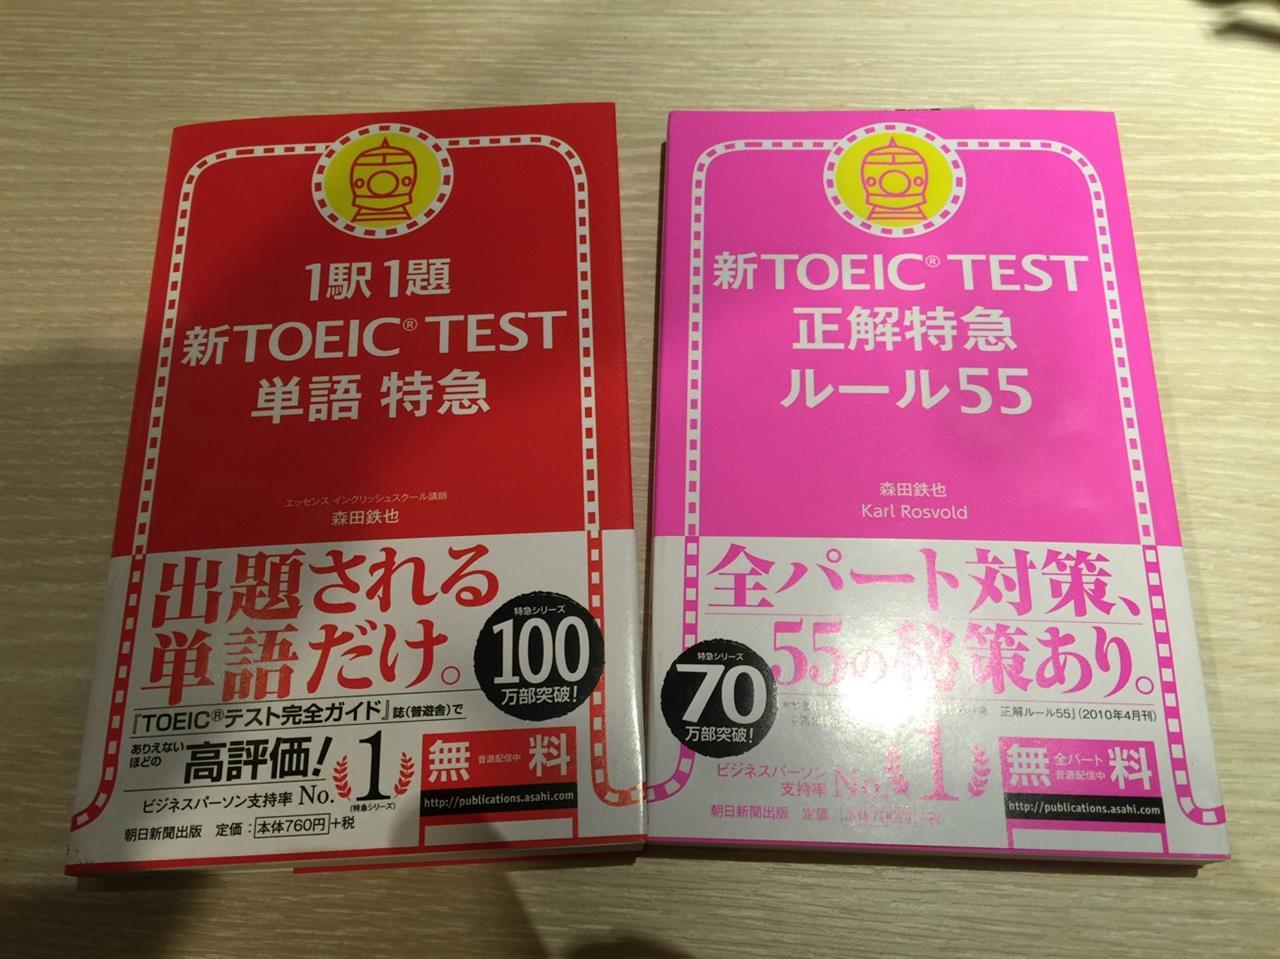 1駅1題
新TOEIC® TEST
単語 特急
エッセンス イングリッシュスクール講師
森田鉄也
出題される
単語だけ。
特急シリーズ
100
万部突破!
『TOEIC®テスト完全ガイド』誌(普遊舎)で
ありえない
ほどの
高評価!
ビジネスパーソン支持率 No.1
(特急シリーズ)
無料
音源配信中
http://publications.asahi.com
朝日新聞出版 定価:本体760円+税
新TOEIC® TEST
正解特急
ルール55
森田鉄也
Karl Rosvold
全パート対策、
55の秘策あり。
特急シリーズ
70
万部突破!
正解ルール55』(2010年4月刊)
ビジネスパーソン
支持率 No.1
無料
全パート
音源配信中
http://publications.asahi.com
朝日新聞出版 定価:本体760円+税